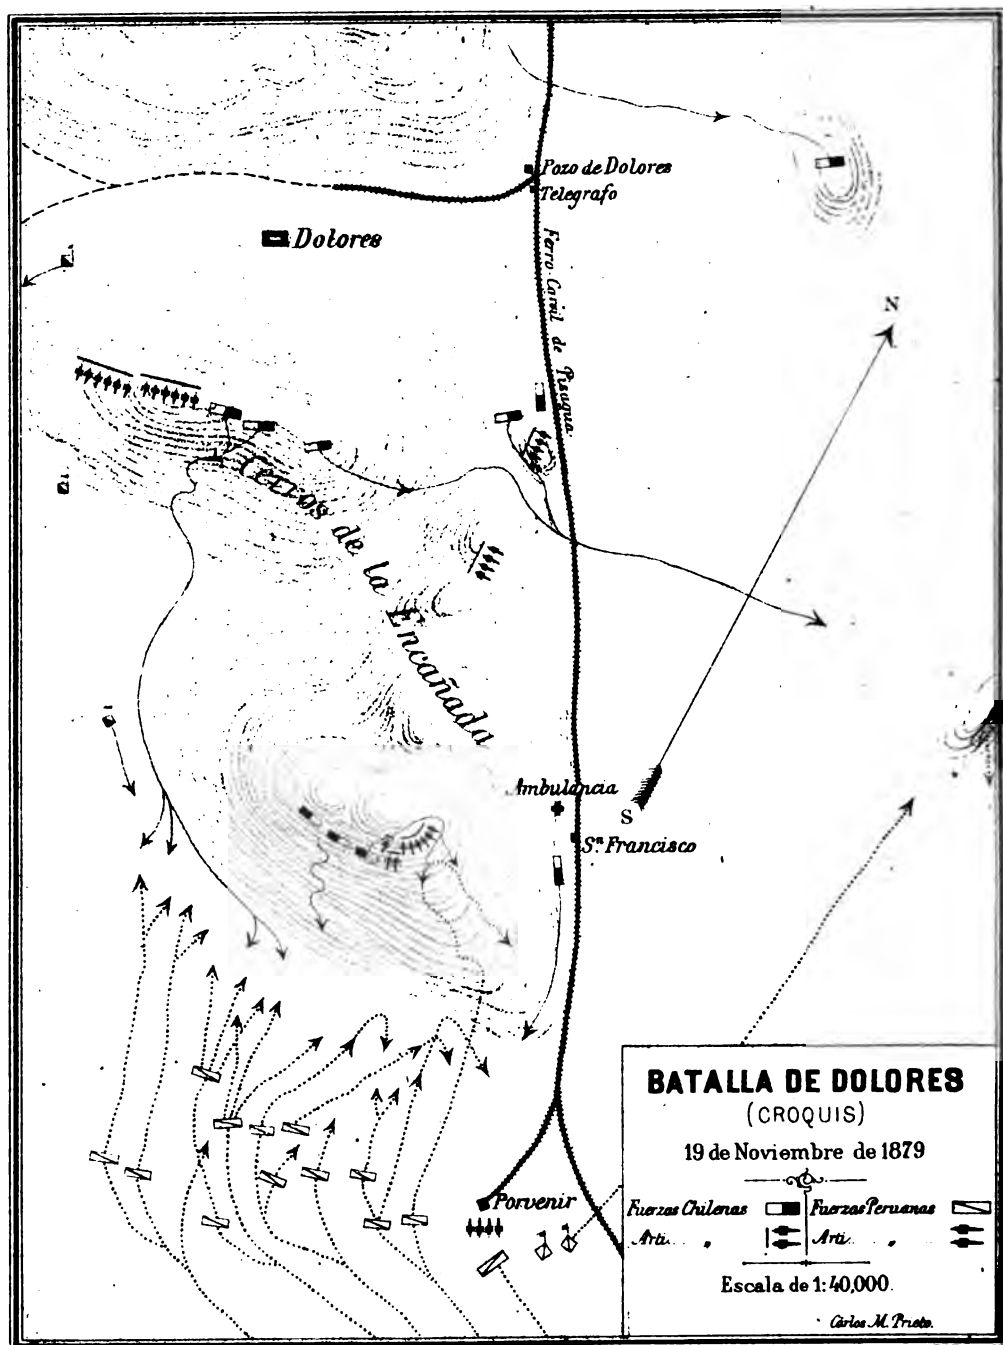 Pozo de Dolores
Telegrafo
Dolores
Ferro-Carril de Pisagua
N
Cerros de la Encañada
Ambulancia
S
Sn. Francisco
Porvenir
BATALLA DE DOLORES
(CROQUIS)
19 de Noviembre de 1879
Fuerzas Chilenas Fuerzas Peruanas
Arti. „ Arti. „
Escala de 1:40,000.
Cárlos M. Prieto.